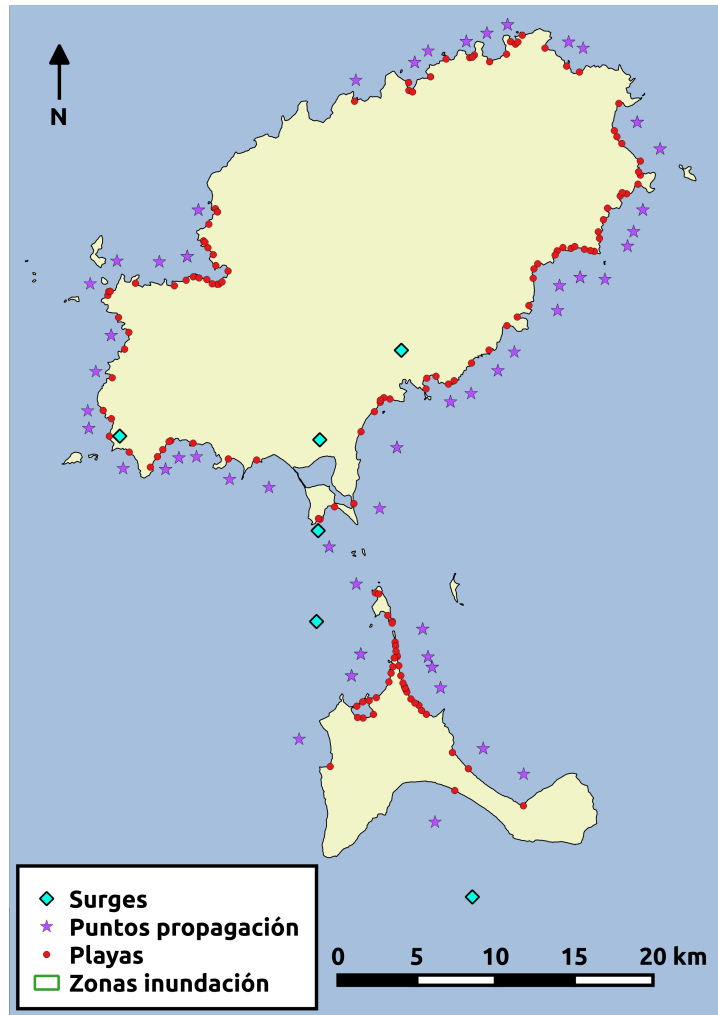 N
Surges
Puntos propagación
Playas
Zonas inundación
0 5 10 15 20 km